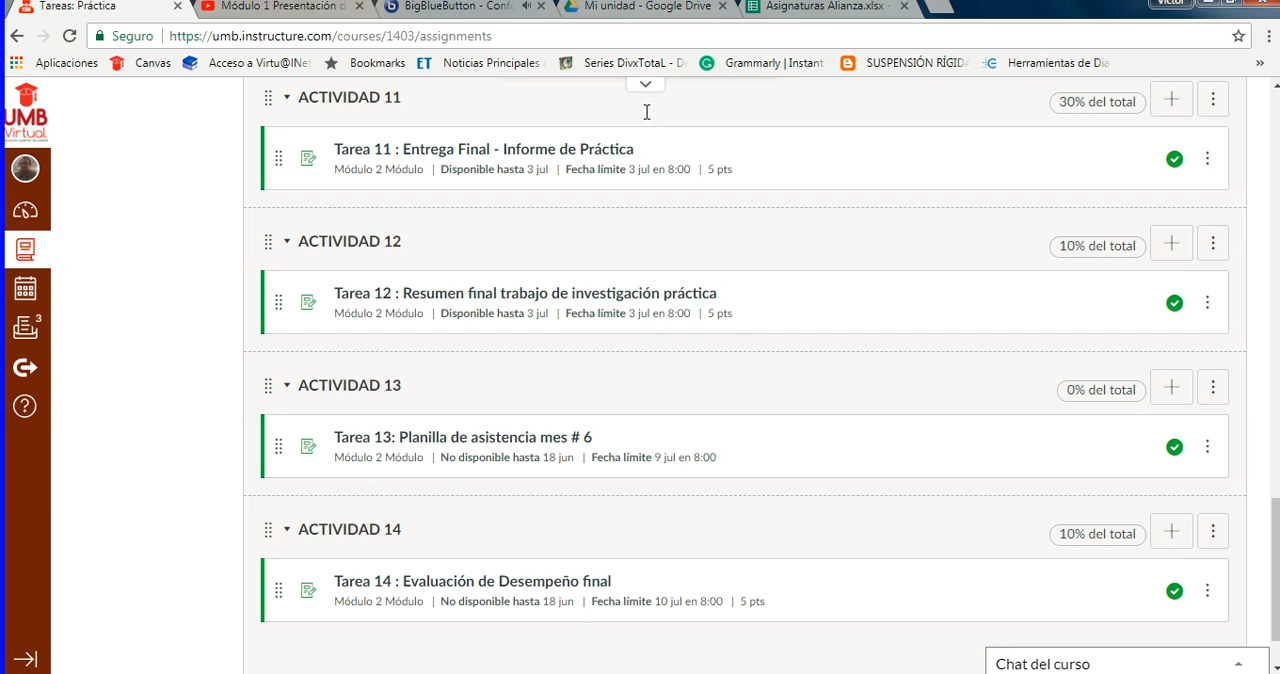 Tareas: Práctica
Módulo 1 Presentación d
BigBlueButton - Confe
Mi unidad - Google Drive
Asignaturas Alianza.xlsx -
Victor
Seguro
https://umb.instructure.com/courses/1403/assignments
Aplicaciones
Canvas
Acceso a Virtu@lNet
Bookmarks
ET
Noticias Principales
Series DivxTotaL - D
Grammarly | Instant
SUSPENSIÓN RÍGIDA
Herramientas de Dia
»
UMB
Virtual
3
ACTIVIDAD 11
30% del total
Tarea 11 : Entrega Final - Informe de Práctica
Módulo 2 Módulo | Disponible hasta 3 jul | Fecha límite 3 jul en 8:00 | 5 pts
ACTIVIDAD 12
10% del total
Tarea 12 : Resumen final trabajo de investigación práctica
Módulo 2 Módulo | Disponible hasta 3 jul | Fecha límite 3 jul en 8:00 | 5 pts
ACTIVIDAD 13
0% del total
Tarea 13: Planilla de asistencia mes # 6
Módulo 2 Módulo | No disponible hasta 18 jun | Fecha límite 9 jul en 8:00
ACTIVIDAD 14
10% del total
Tarea 14 : Evaluación de Desempeño final
Módulo 2 Módulo | No disponible hasta 18 jun | Fecha límite 10 jul en 8:00 | 5 pts
Chat del curso